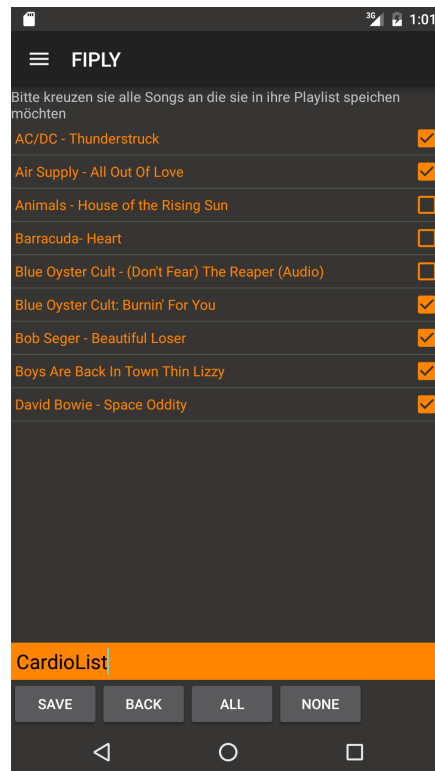 3G 1:01
FIPLY
Bitte kreuzen sie alle Songs an die sie in ihre Playlist speichen
möchten
AC/DC - Thunderstruck
Air Supply - All Out Of Love
Animals - House of the Rising Sun
Barracuda- Heart
Blue Oyster Cult - (Don't Fear) The Reaper (Audio)
Blue Oyster Cult: Burnin' For You
Bob Seger - Beautiful Loser
Boys Are Back In Town Thin Lizzy
David Bowie - Space Oddity
CardioList
SAVE BACK ALL NONE